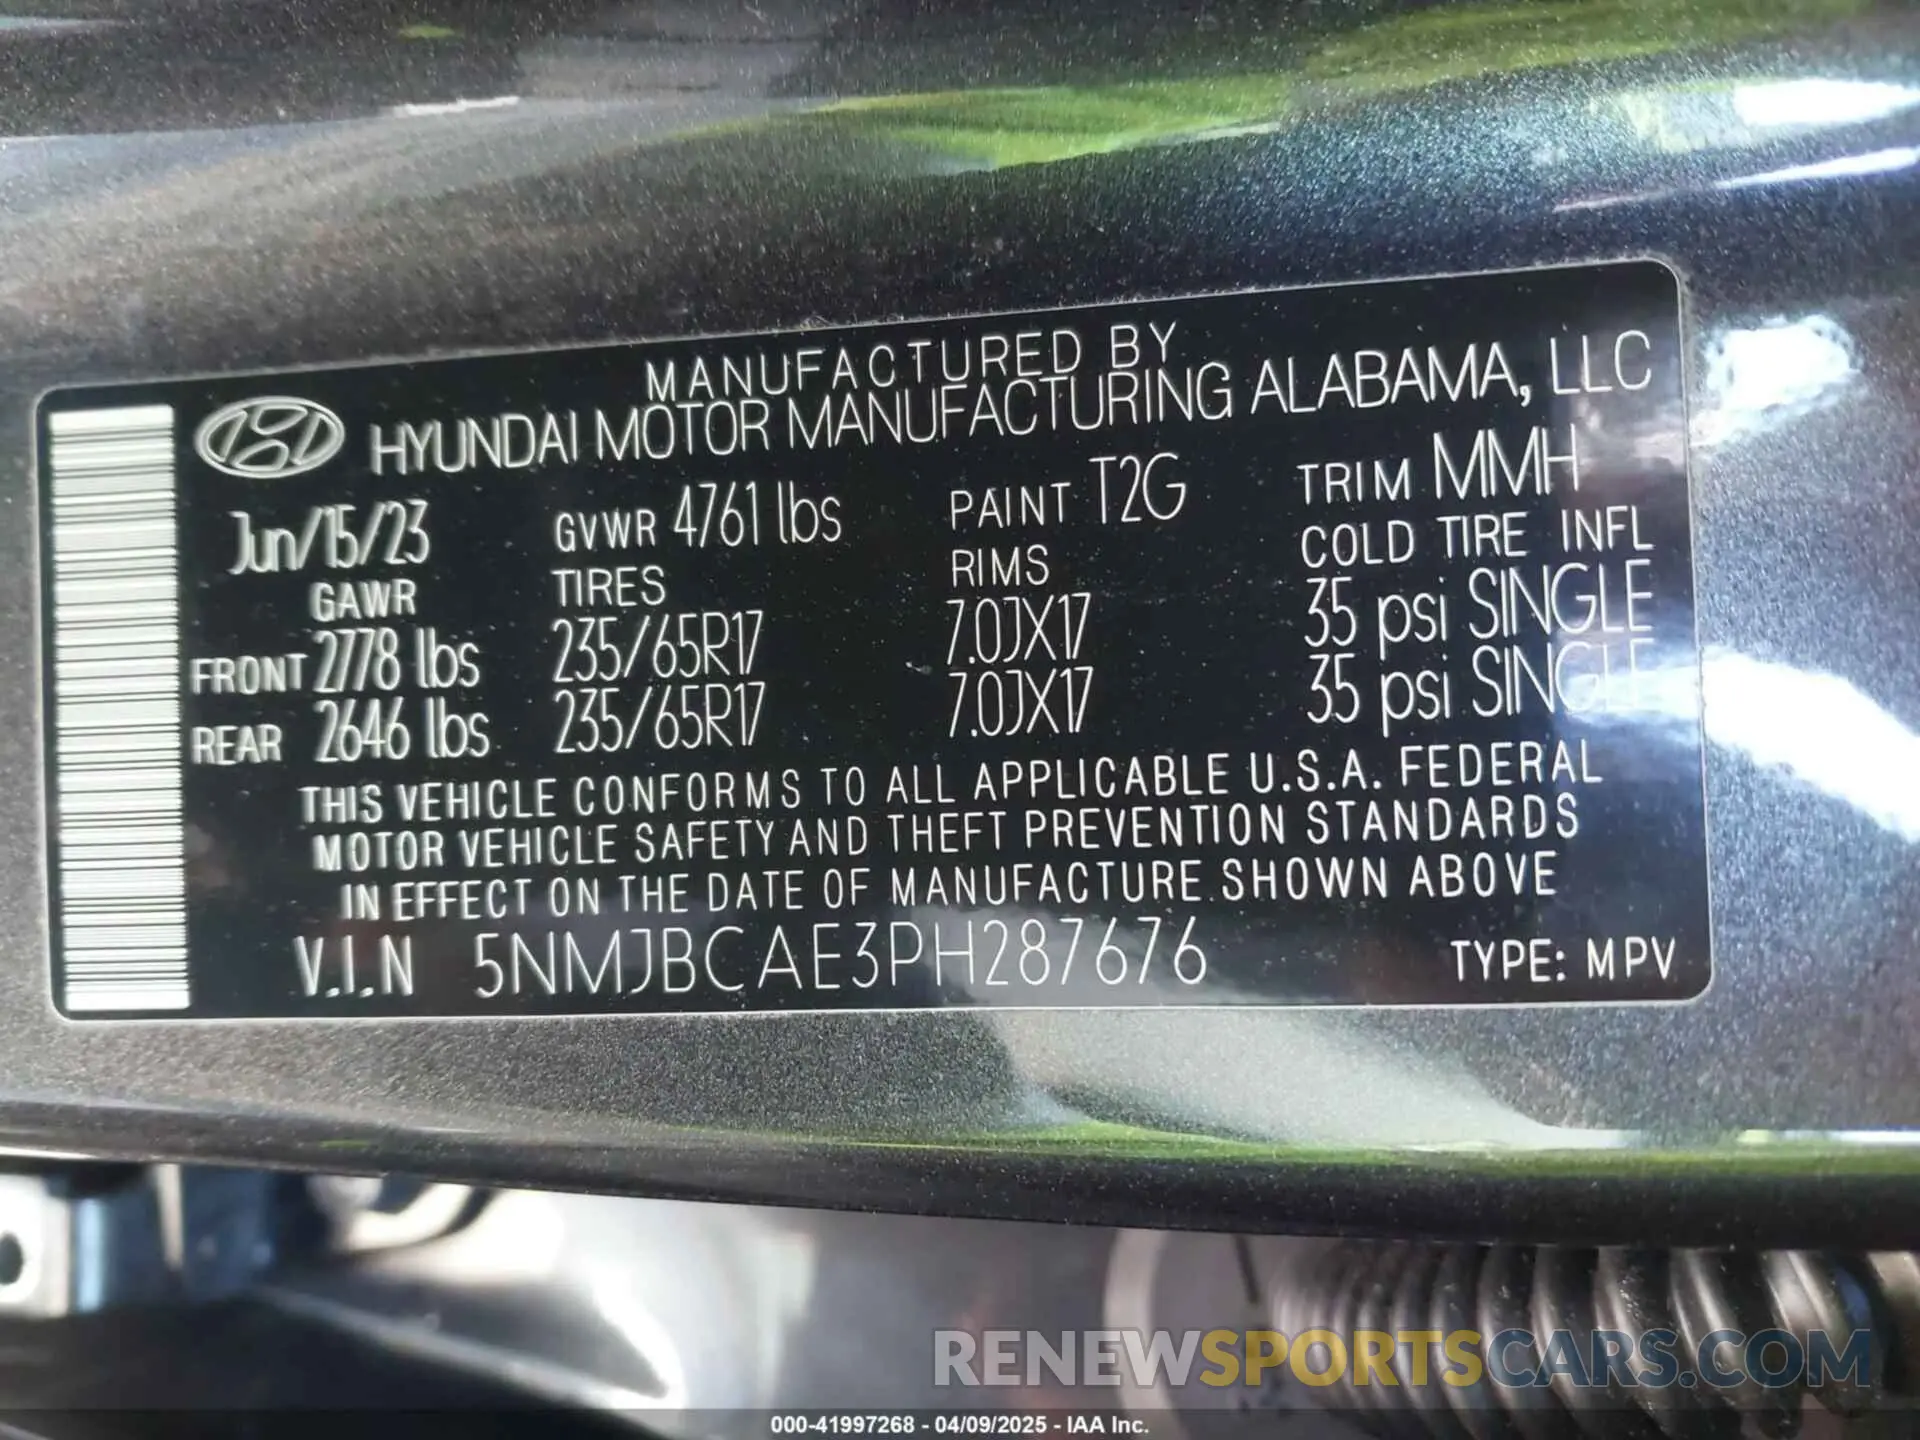 MANUFACTURED BY
HYUNDAI MOTOR MANUFACTURING ALABAMA, LLC
Jun/15/23 GVWR 4761 lbs PAINT T2G TRIM MMH
GAWR TIRES RIMS COLD TIRE INFL
FRONT 2778 lbs 235/65R17 7.0JX17 35 psi SINGLE
REAR 2646 lbs 235/65R17 7.0JX17 35 psi SINGLE
THIS VEHICLE CONFORMS TO ALL APPLICABLE U.S.A. FEDERAL
MOTOR VEHICLE SAFETY AND THEFT PREVENTION STANDARDS
IN EFFECT ON THE DATE OF MANUFACTURE SHOWN ABOVE
V.I.N 5NMJBCAE3PH287676 TYPE: MPV
RENEWSPORTSCARS.COM
000-41997268 - 04/09/2025 - IAA Inc.